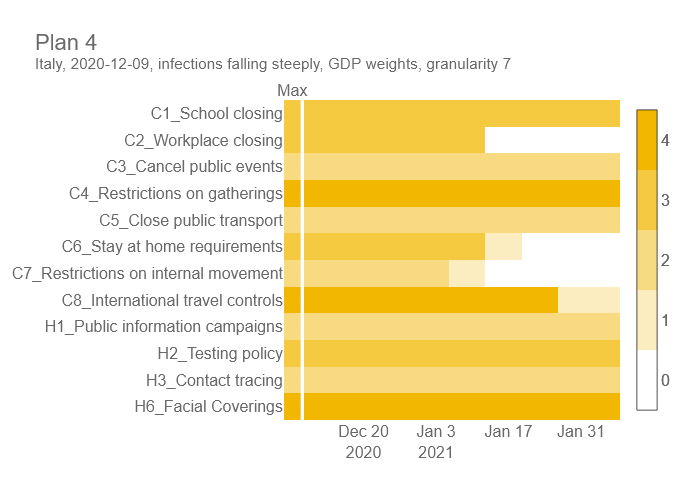 Plan 4
Italy, 2020-12-09, infections falling steeply, GDP weights, granularity 7
Max
C1_School closing
C2_Workplace closing
C3_Cancel public events
C4_Restrictions on gatherings
C5_Close public transport
C6_Stay at home requirements
C7_Restrictions on internal movement
C8_International travel controls
H1_Public information campaigns
H2_Testing policy
H3_Contact tracing
H6_Facial Coverings
4
3
2
1
0
Dec 20 Jan 3 Jan 17 Jan 31
2020 2021